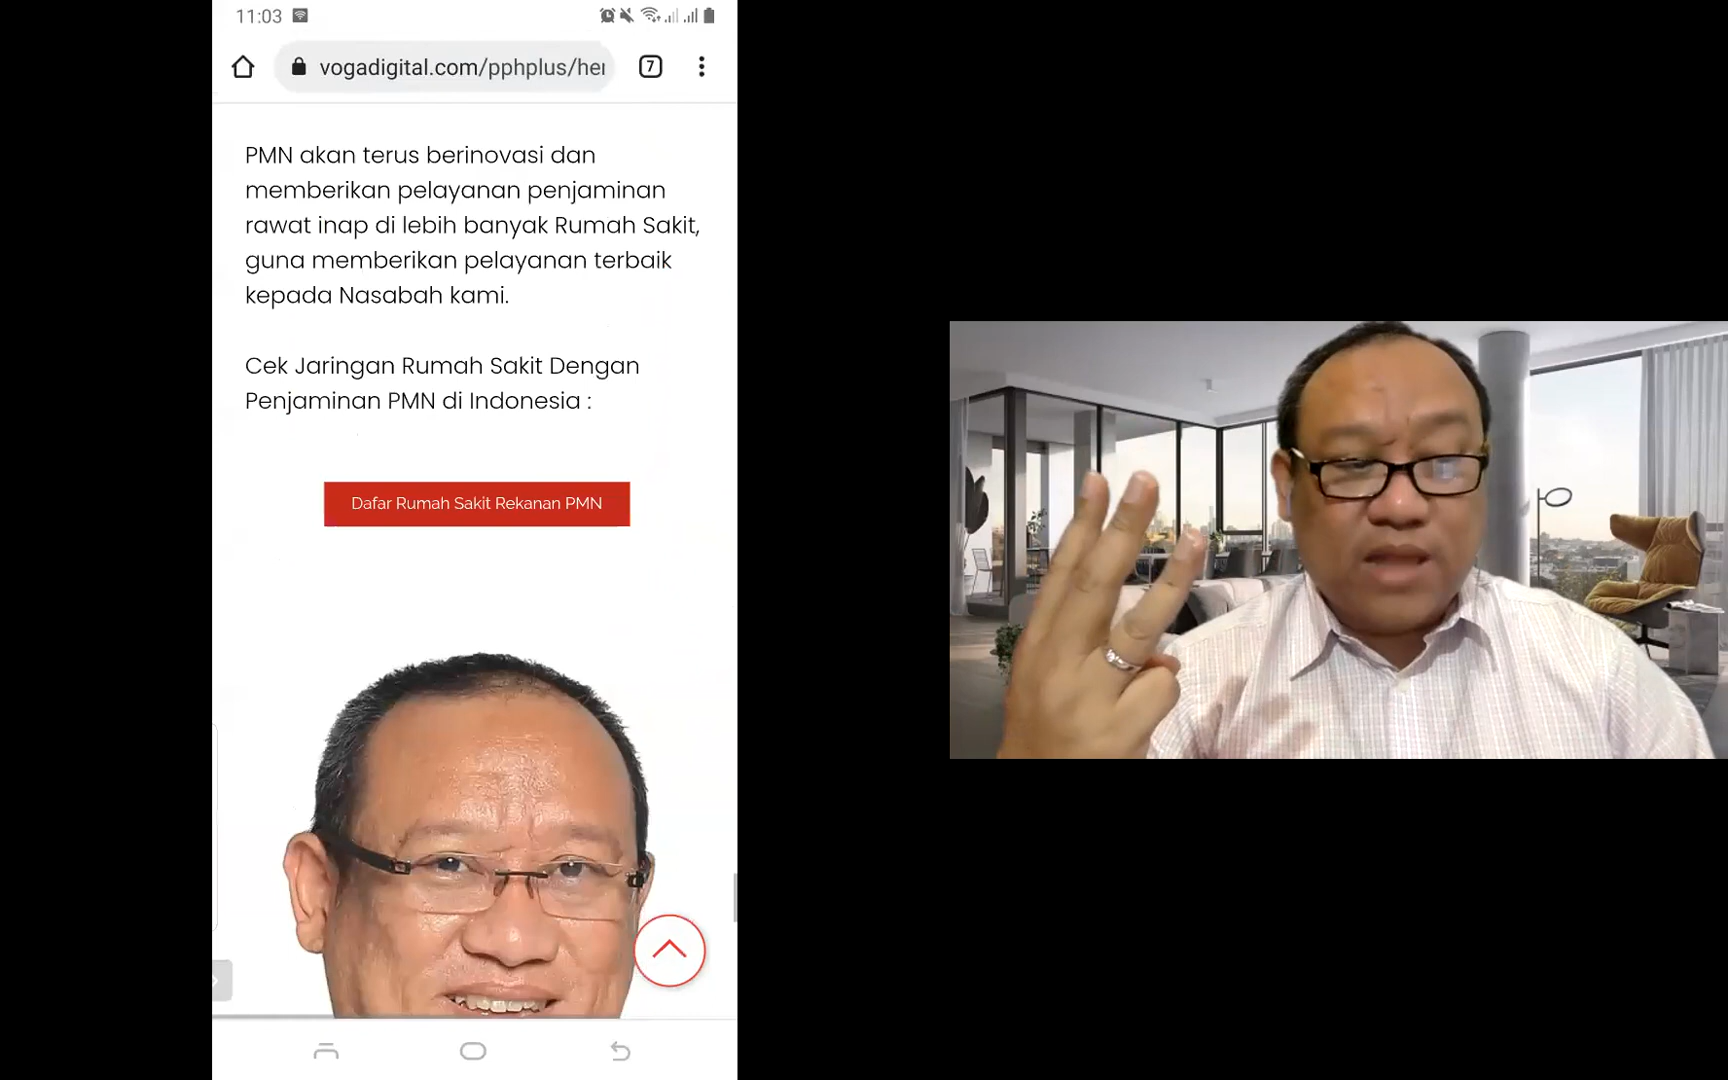 11:03
vogadigital.com/pphplus/her
7
PMN akan terus berinovasi dan
memberikan pelayanan penjaminan
rawat inap di lebih banyak Rumah Sakit,
guna memberikan pelayanan terbaik
kepada Nasabah kami.
Cek Jaringan Rumah Sakit Dengan
Penjaminan PMN di Indonesia :
Dafar Rumah Sakit Rekanan PMN